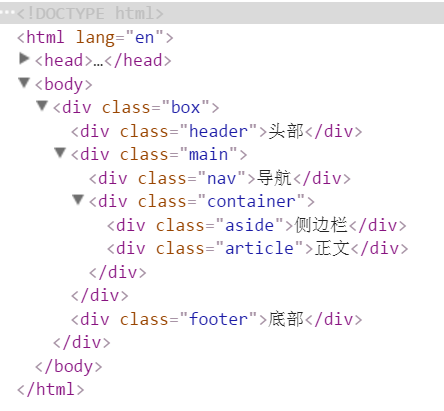 <!DOCTYPE html>
<html lang="en">
<head>…</head>
<body>
<div class="box">
<div class="header">头部</div>
<div class="main">
<div class="nav">导航</div>
<div class="container">
<div class="aside">侧边栏</div>
<div class="article">正文</div>
</div>
</div>
<div class="footer">底部</div>
</div>
</body>
</html>